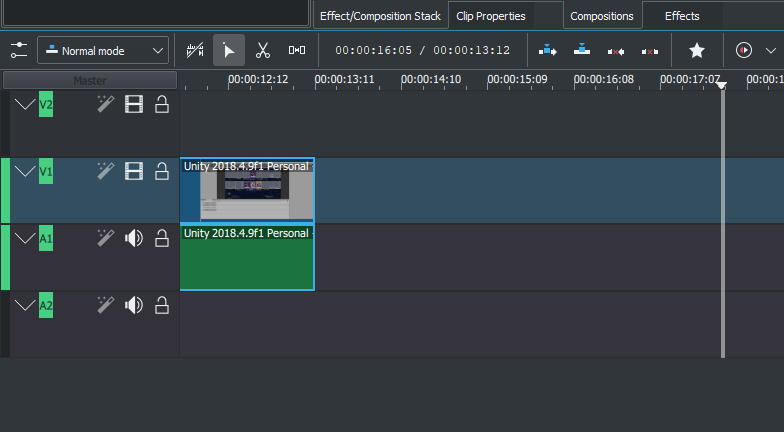 Effect/Composition Stack Clip Properties Compositions Effects
Normal mode 00:00:16:05 / 00:00:13:12
Master 00:00:12:12 00:00:13:11 00:00:14:10 00:00:15:09 00:00:16:08 00:00:17:07 00:00:1
V2
V1 Unity 2018.4.9f1 Personal
A1 Unity 2018.4.9f1 Personal
A2